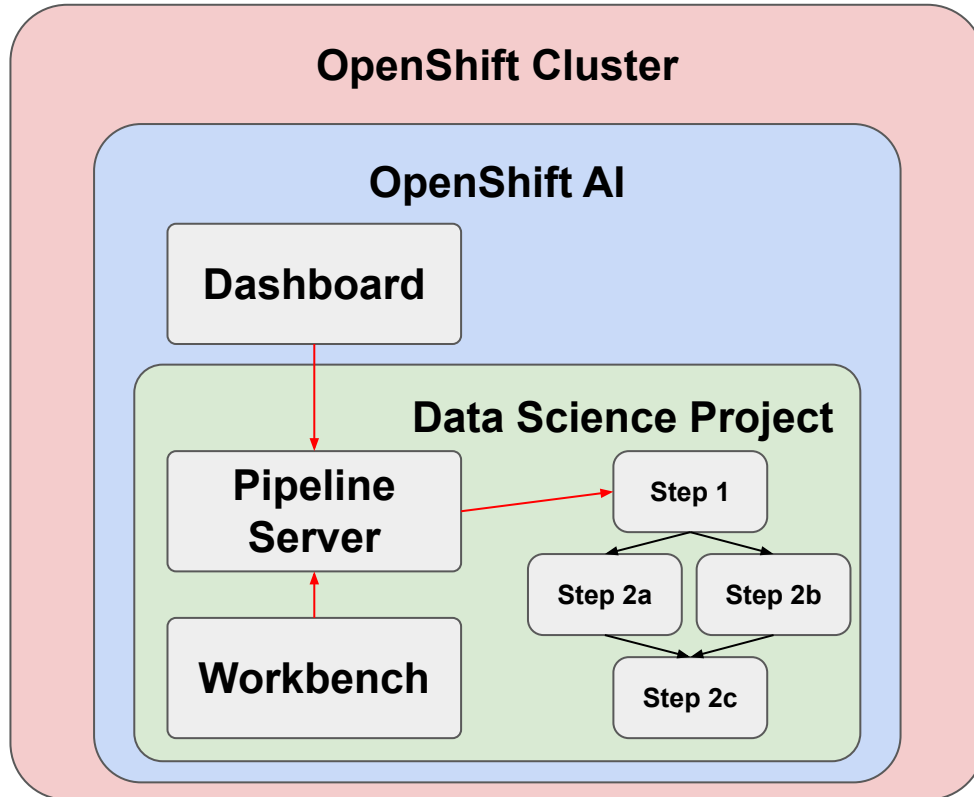 OpenShift Cluster
OpenShift AI
Dashboard
Data Science Project
Pipeline
Server
Step 1
Step 2a
Step 2b
Workbench
Step 2c